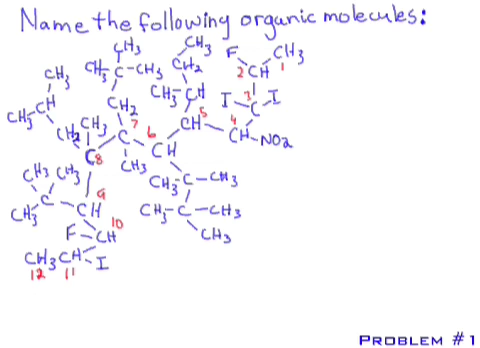 Name the following organic molecules:
CH₃ CH₃ F CH₃
CH₃ CH₃-C-CH₃ CH₂ 2 CH 1
CH CH₂ CH₃-CH I 3 C I
CH₃ CH₂ CH₃ 7 C 6 CH 5 4 CH-NO₂
C8 CH₃ CH
CH₃ CH₃ CH₃-C-CH₃
CH₃ C CH 9 CH₃-C-CH₃
F-CH 10 CH₃
CH₃ CH-I
12 11
PROBLEM #1